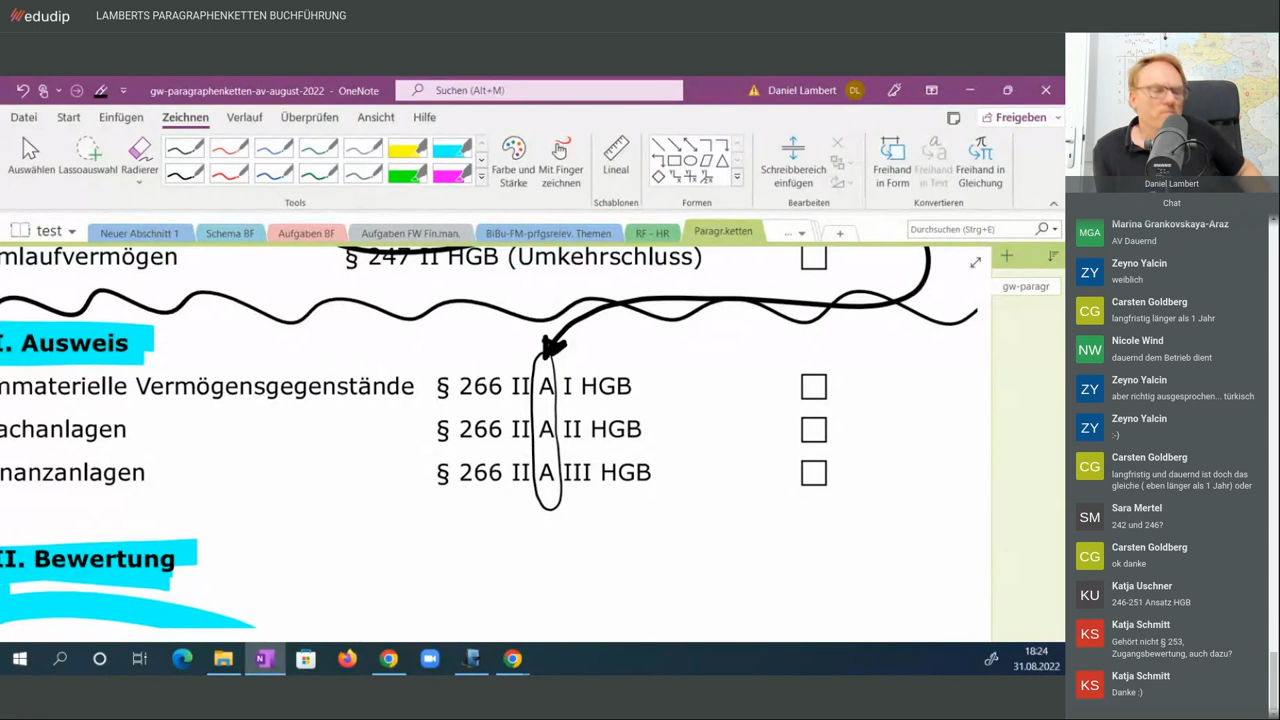 edudip
LAMBERTS PARAGRAPHENKETTEN BUCHFÜHRUNG
gw-paragraphenketten-av-august-2022 - OneNote
Suchen (Alt+M)
Daniel Lambert
DL
Datei
Start
Einfügen
Zeichnen
Verlauf
Überprüfen
Ansicht
Hilfe
Freigeben
Auswählen
Lassoauswahl
Radierer
Farbe und Stärke
Mit Finger zeichnen
Lineal
Schreibbereich einfügen
Freihand in Form
Freihand in Text
Freihand in Gleichung
Tools
Schablonen
Formen
Bearbeiten
Konvertieren
test
Neuer Abschnitt 1
Schema BF
Aufgaben BF
Aufgaben FW Fin.man.
BiBu-FM-prfgsrelev. Themen
RF - HR
Paragr.ketten
...
Durchsuchen (Strg+E)
gw-paragr
mlaufvermögen § 247 II HGB (Umkehrschluss)
I. Ausweis
mmaterielle Vermögensgegenstände § 266 II A I HGB
achanlagen § 266 II A II HGB
nanzanlagen § 266 II A III HGB
II. Bewertung
18:24
31.08.2022
Daniel Lambert
Chat
MGA
Marina Grankovskaya-Araz
AV Dauernd
ZY
Zeyno Yalcin
weiblich
CG
Carsten Goldberg
langfristig länger als 1 Jahr
NW
Nicole Wind
dauernd dem Betrieb dient
ZY
Zeyno Yalcin
aber richtig ausgesprochen... türkisch
ZY
Zeyno Yalcin
:-)
CG
Carsten Goldberg
langfristig und dauernd ist doch das
gleiche ( eben länger als 1 Jahr) oder
SM
Sara Mertel
242 und 246?
CG
Carsten Goldberg
ok danke
KU
Katja Uschner
246-251 Ansatz HGB
KS
Katja Schmitt
Gehört nicht § 253,
Zugangsbewertung, auch dazu?
KS
Katja Schmitt
Danke :)